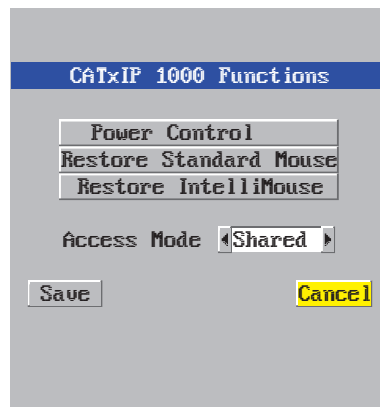 CATxIP 1000 Functions
Power Control
Restore Standard Mouse
Restore IntelliMouse
Access Mode Shared
Save Cancel